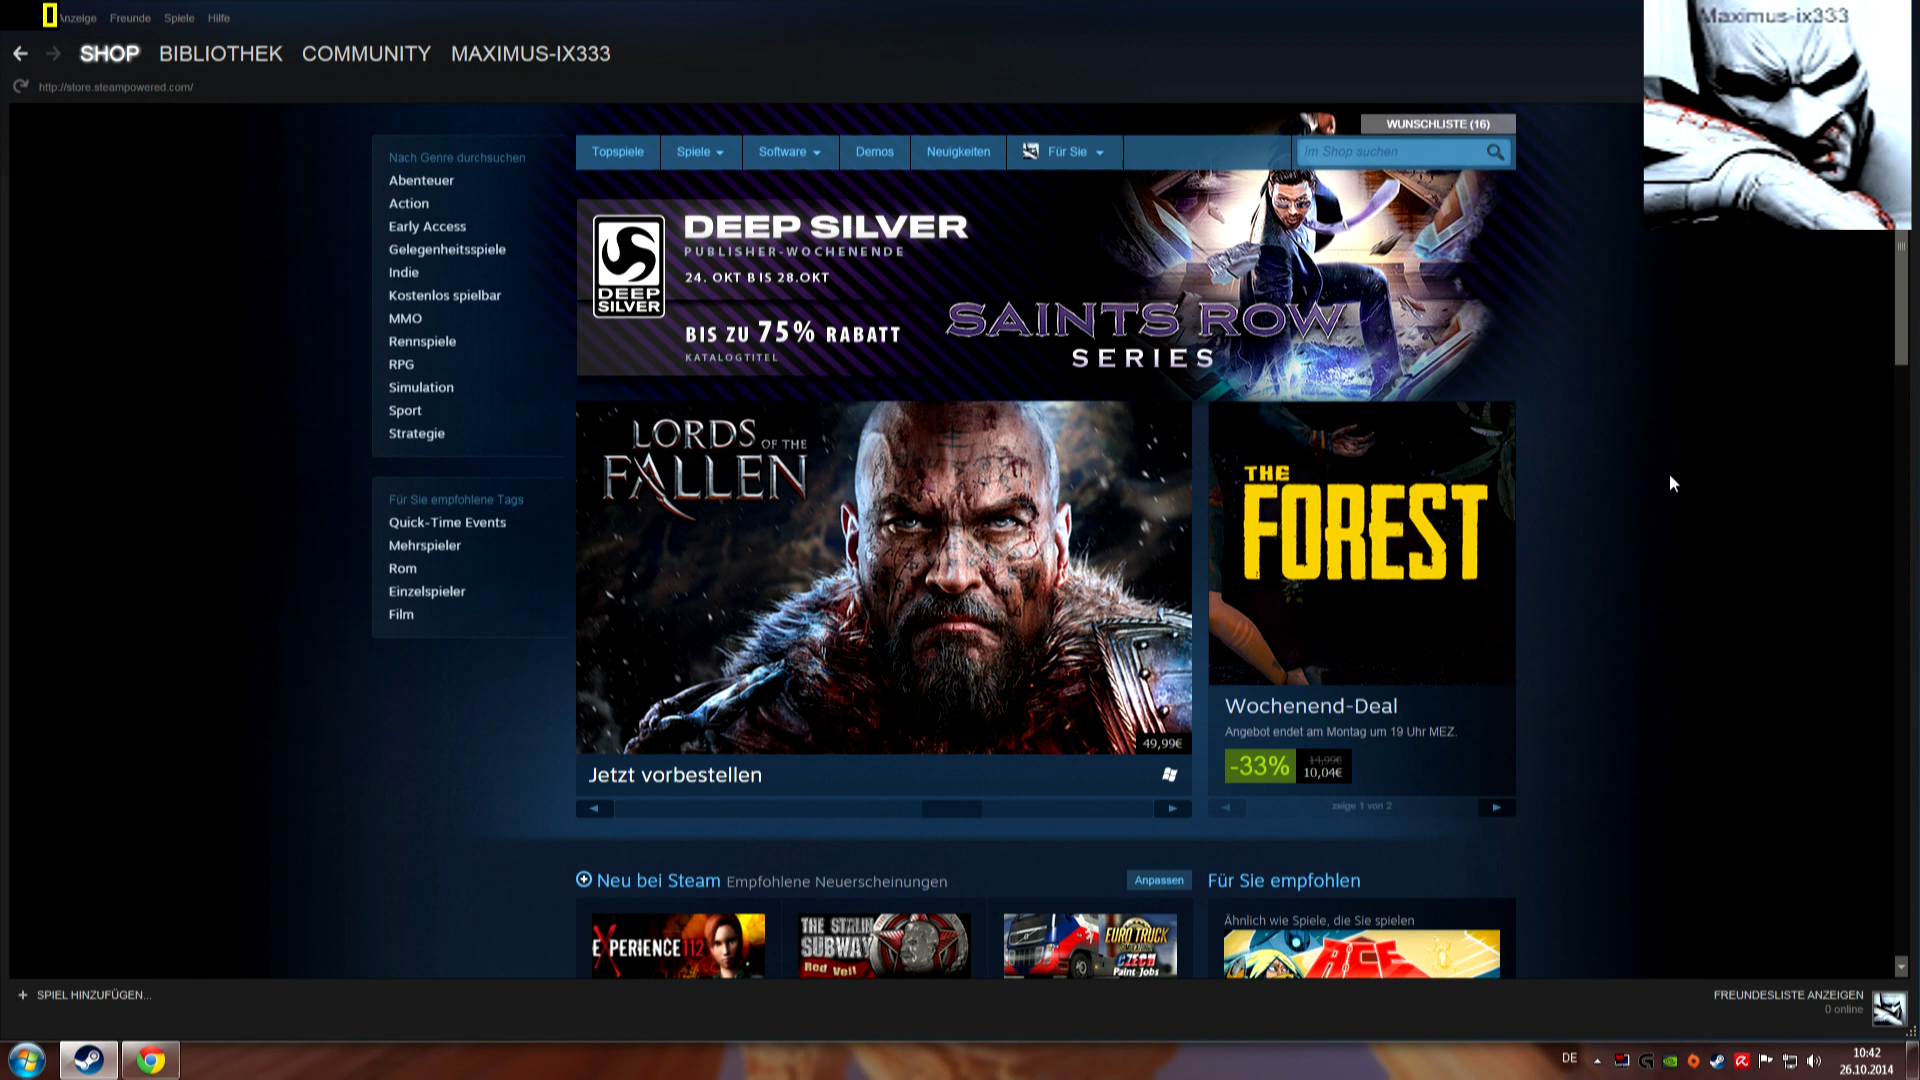 Anzeige Freunde Spiele Hilfe
Maximus-ix333
SHOP BIBLIOTHEK COMMUNITY MAXIMUS-IX333
http://store.steampowered.com/
WUNSCHLISTE (16)
Topspiele Spiele Software Demos Neuigkeiten Für Sie Im Shop suchen
Nach Genre durchsuchen
Abenteuer
Action
Early Access
Gelegenheitsspiele
Indie
Kostenlos spielbar
MMO
Rennspiele
RPG
Simulation
Sport
Strategie
Für Sie empfohlene Tags
Quick-Time Events
Mehrspieler
Rom
Einzelspieler
Film
DEEP SILVER
PUBLISHER-WOCHENENDE
24. OKT BIS 28.OKT
DEEP
SILVER
BIS ZU 75% RABATT
KATALOGTITEL
SAINTS ROW
SERIES
LORDS OF THE
FALLEN
49,99€
Jetzt vorbestellen
THE
FOREST
Wochenend-Deal
Angebot endet am Montag um 19 Uhr MEZ.
-33%
14,99€
10,04€
zeige 1 von 2
Neu bei Steam Empfohlene Neuerscheinungen
Anpassen
EXPERIENCE 112
THE STALIN
SUBWAY
Red Veil
EURO TRUCK
SIMULATOR 2
CZECH
Paint Jobs
Für Sie empfohlen
Ähnlich wie Spiele, die Sie spielen
ACE
SPIEL HINZUFÜGEN...
FREUNDESLISTE ANZEIGEN
0 online
DE
10:42
26.10.2014